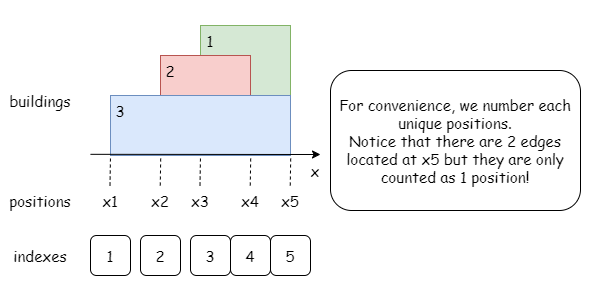 1
2
buildings
3
For convenience, we number each
unique positions.
Notice that there are 2 edges
located at x5 but they are only
counted as 1 position!
x
positions x1 x2 x3 x4 x5
indexes 1 2 3 4 5